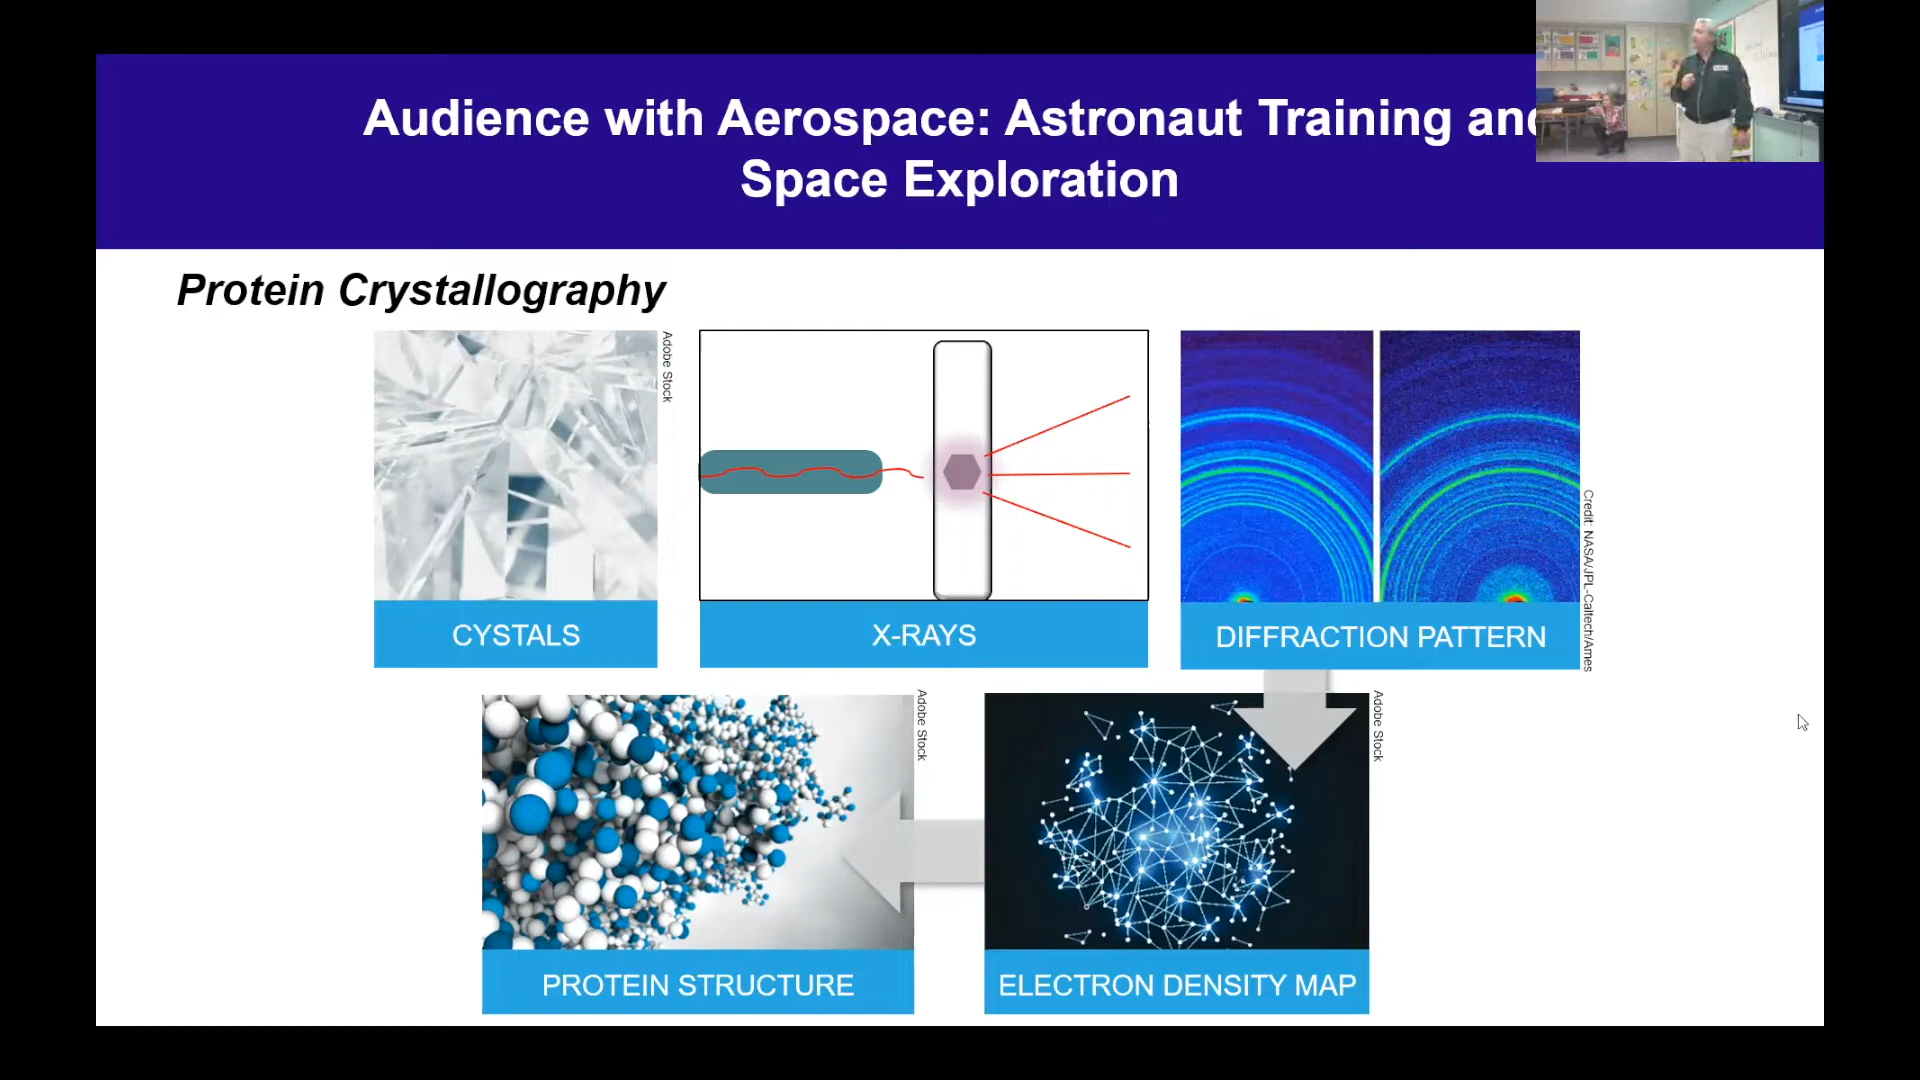 Audience with Aerospace: Astronaut Training and
Space Exploration
Protein Crystallography
Adobe Stock
CYSTALS
X-RAYS
DIFFRACTION PATTERN
Credit: NASA/JPL-Caltech/Ames
Adobe Stock
PROTEIN STRUCTURE
Adobe Stock
ELECTRON DENSITY MAP